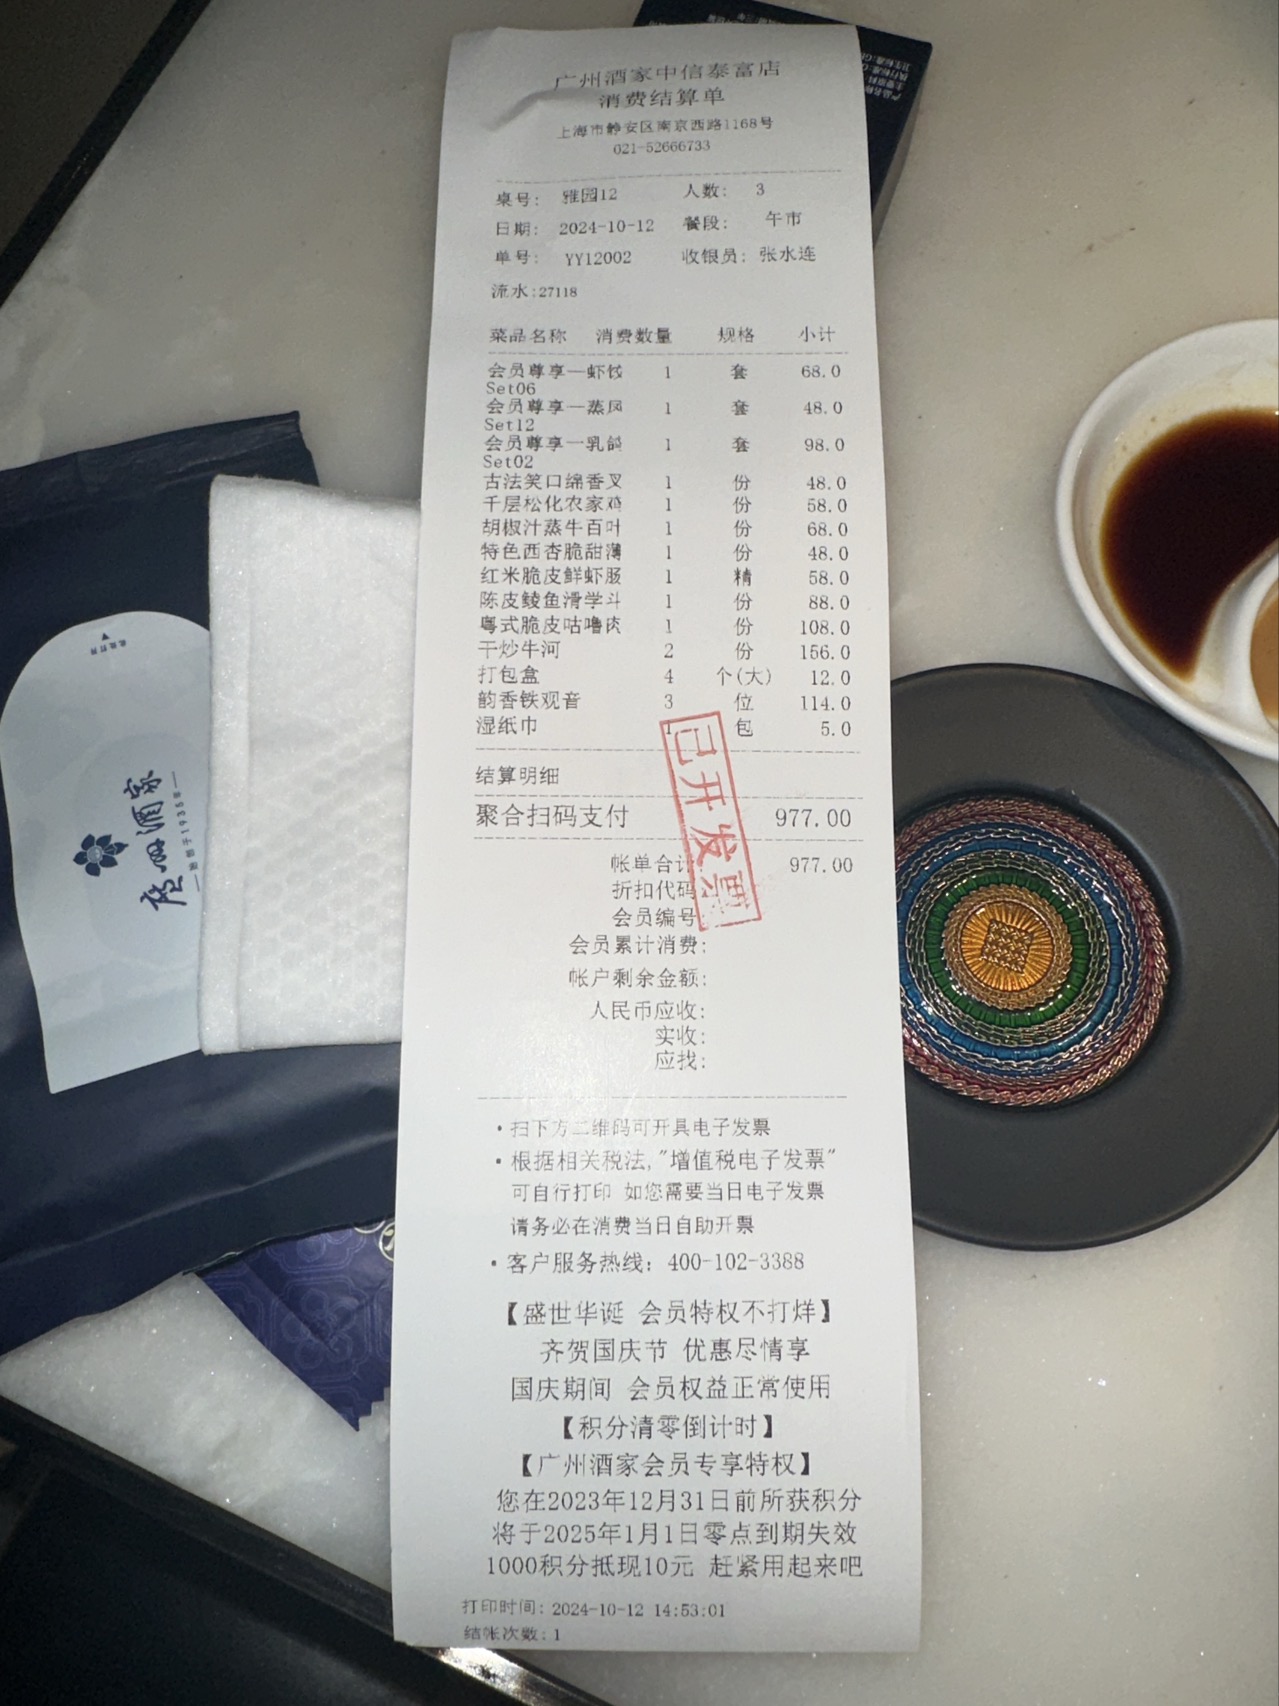 广州酒家中信泰富店
消费结算单
上海市静安区南京西路1168号
021-52666733
桌号: 雅园12 人数: 3
日期: 2024-10-12 餐段: 午市
单号: YY12002 收银员: 张水连
流水:27118
菜品名称 消费数量 规格 小计
会员尊享一虾饺 1 套 68.0
Set06
会员尊享一蒸凤 1 套 48.0
Set12
会员尊享一乳鸽 1 套 98.0
Set02
古法笑口绵香叉 1 份 48.0
千层松化农家鸡 1 份 58.0
胡椒汁蒸牛百叶 1 份 68.0
特色西杏脆甜薄 1 份 48.0
红米脆皮鲜虾肠 1 精 58.0
陈皮鲮鱼滑学斗 1 份 88.0
粤式脆皮咕噜肉 1 份 108.0
干炒牛河 2 份 156.0
打包盒 4 个(大) 12.0
韵香铁观音 3 位 114.0
湿纸巾 1 包 5.0
已开发票
结算明细
聚合扫码支付 977.00
帐单合计 977.00
折扣代码
会员编号
会员累计消费:
帐户剩余金额:
人民币应收:
实收:
应找:
·扫下方二维码可开具电子发票
·根据相关税法,"增值税电子发票"
可自行打印 如您需要当日电子发票
请务必在消费当日自助开票
·客户服务热线: 400-102-3388
【盛世华诞 会员特权不打烊】
齐贺国庆节 优惠尽情享
国庆期间 会员权益正常使用
【积分清零倒计时】
【广州酒家会员专享特权】
您在2023年12月31日前所获积分
将于2025年1月1日零点到期失效
1000积分抵现10元 赶紧用起来吧
打印时间: 2024-10-12 14:53:01
结帐次数: 1
廣州酒家
始創于1935年